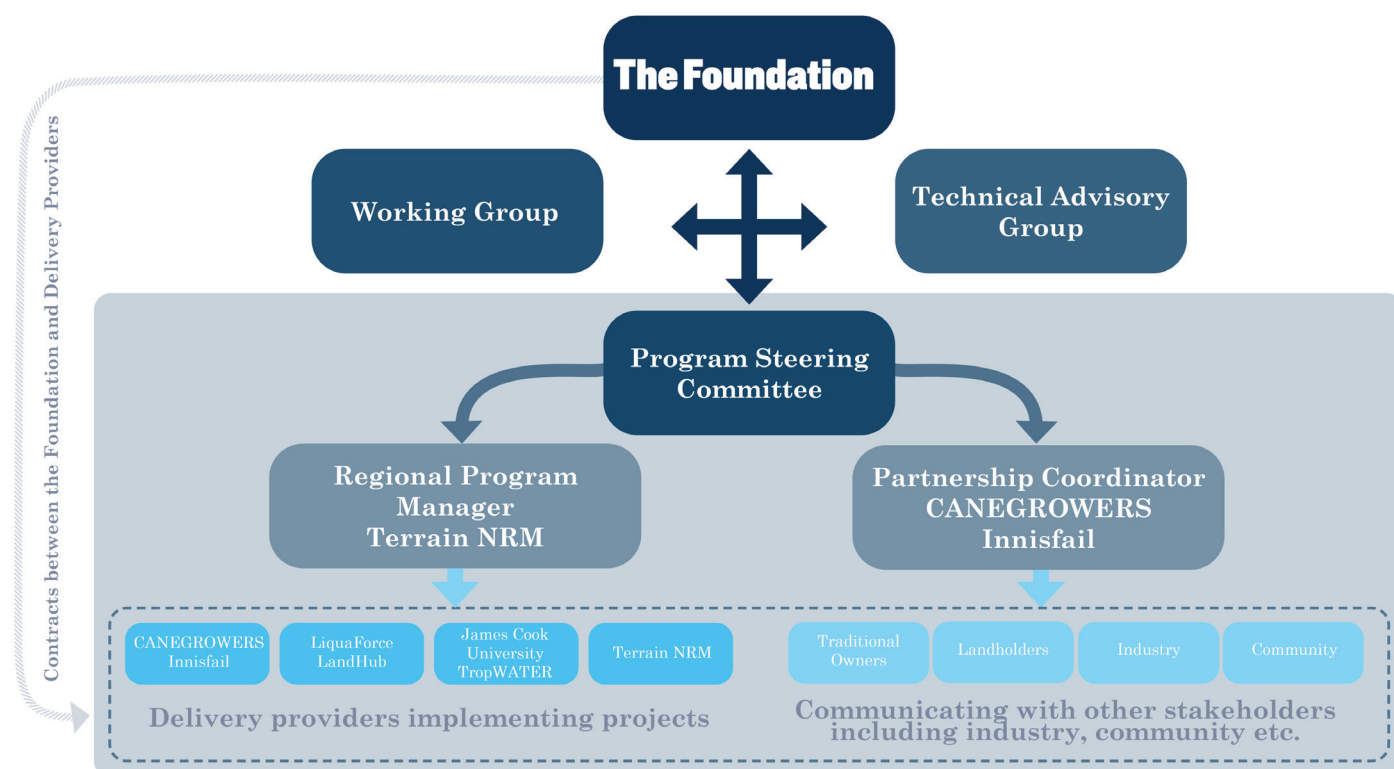 The Foundation
Contracts between the Foundation and Delivery Providers
Working Group
Technical Advisory
Group
Program Steering
Committee
Regional Program
Manager
Terrain NRM
Partnership Coordinator
CANEGROWERS
Innisfail
CANEGROWERS
Innisfail
LiquaForce
LandHub
James Cook
University
TropWATER
Terrain NRM
Traditional
Owners
Landholders
Industry
Community
Delivery providers implementing projects
Communicating with other stakeholders
including industry, community etc.